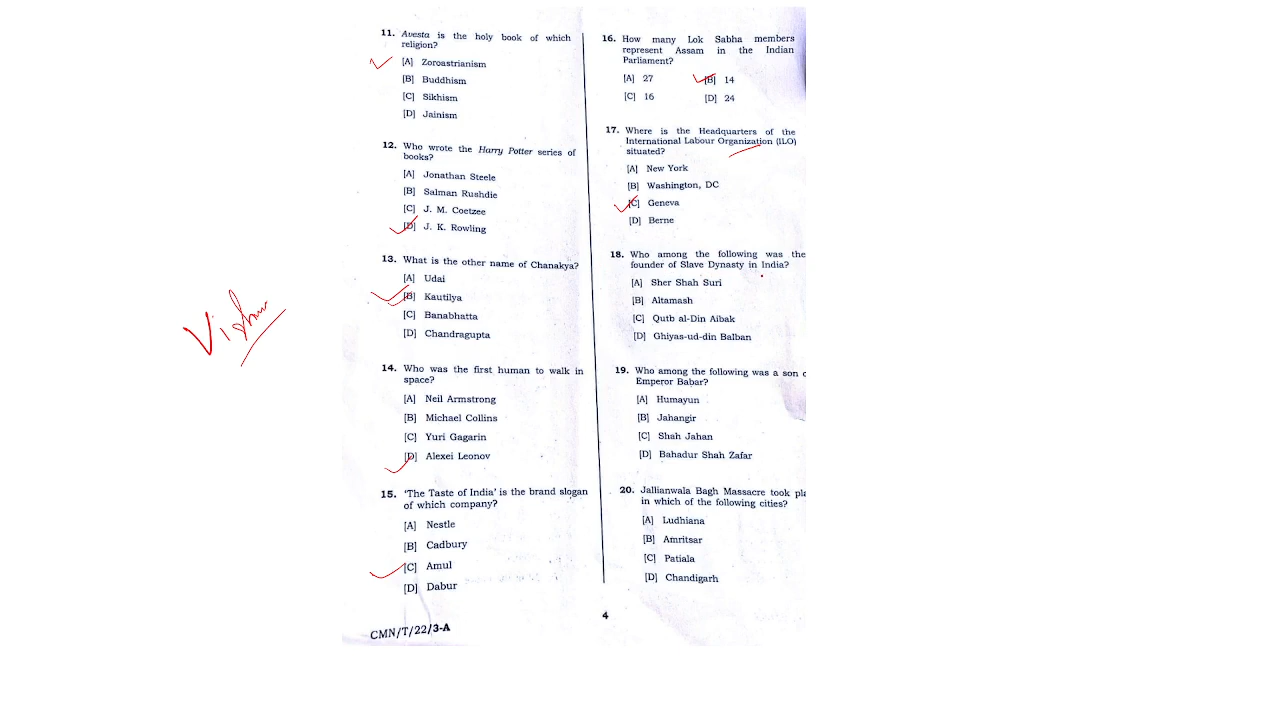 11. Avesta is the holy book of which
religion?
[A] Zoroastrianism
[B] Buddhism
[C] Sikhism
[D] Jainism
12. Who wrote the Harry Potter series of
books?
[A] Jonathan Steele
[B] Salman Rushdie
[C] J. M. Coetzee
[D] J. K. Rowling
13. What is the other name of Chanakya?
[A] Udai
[B] Kautilya
[C] Banabhatta
[D] Chandragupta
14. Who was the first human to walk in
space?
[A] Neil Armstrong
[B] Michael Collins
[C] Yuri Gagarin
[D] Alexei Leonov
15. 'The Taste of India' is the brand slogan
of which company?
[A] Nestle
[B] Cadbury
[C] Amul
[D] Dabur
16. How many Lok Sabha members
represent Assam in the Indian
Parliament?
[A] 27 [B] 14
[C] 16 [D] 24
17. Where is the Headquarters of the
International Labour Organization (ILO)
situated?
[A] New York
[B] Washington, DC
[C] Geneva
[D] Berne
18. Who among the following was the
founder of Slave Dynasty in India?
[A] Sher Shah Suri
[B] Altamash
[C] Qutb al-Din Aibak
[D] Ghiyas-ud-din Balban
19. Who among the following was a son
Emperor Babar?
[A] Humayun
[B] Jahangir
[C] Shah Jahan
[D] Bahadur Shah Zafar
20. Jallianwala Bagh Massacre took
in which of the following cities?
[A] Ludhiana
[B] Amritsar
[C] Patiala
[D] Chandigarh
CMN/T/22/3-A
4